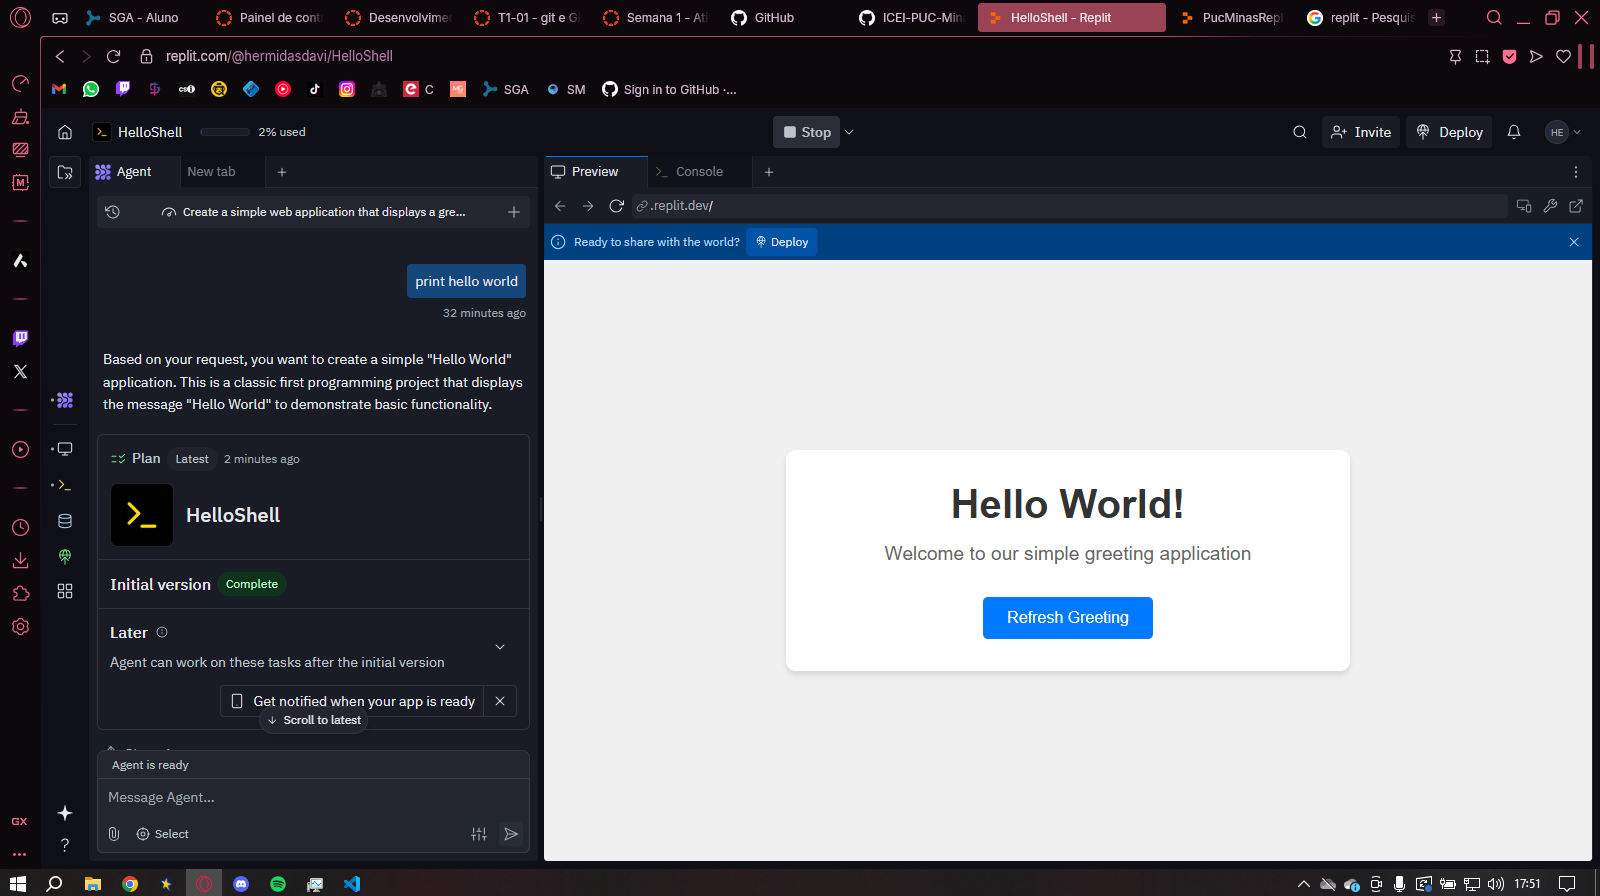 SGA - Aluno
Painel de cont
Desenvolvimen
T1-01 - git e Gi
Semana 1 - Ati
GitHub
ICEI-PUC-Mina
HelloShell - Replit
PucMinasRepl
replit - Pesquis
replit.com/@hermidasdavi/HelloShell
C
SGA
SM
Sign in to GitHub ·...
HelloShell
2% used
Stop
Invite
Deploy
HE
Agent
New tab
Preview
Console
Create a simple web application that displays a gre...
.replit.dev/
Ready to share with the world?
Deploy
print hello world
32 minutes ago
Based on your request, you want to create a simple "Hello World"
application. This is a classic first programming project that displays
the message "Hello World" to demonstrate basic functionality.
Plan
Latest
2 minutes ago
HelloShell
Initial version
Complete
Later
Agent can work on these tasks after the initial version
Get notified when your app is ready
Scroll to latest
Agent is ready
Message Agent...
Select
Hello World!
Welcome to our simple greeting application
Refresh Greeting
GX
17:51